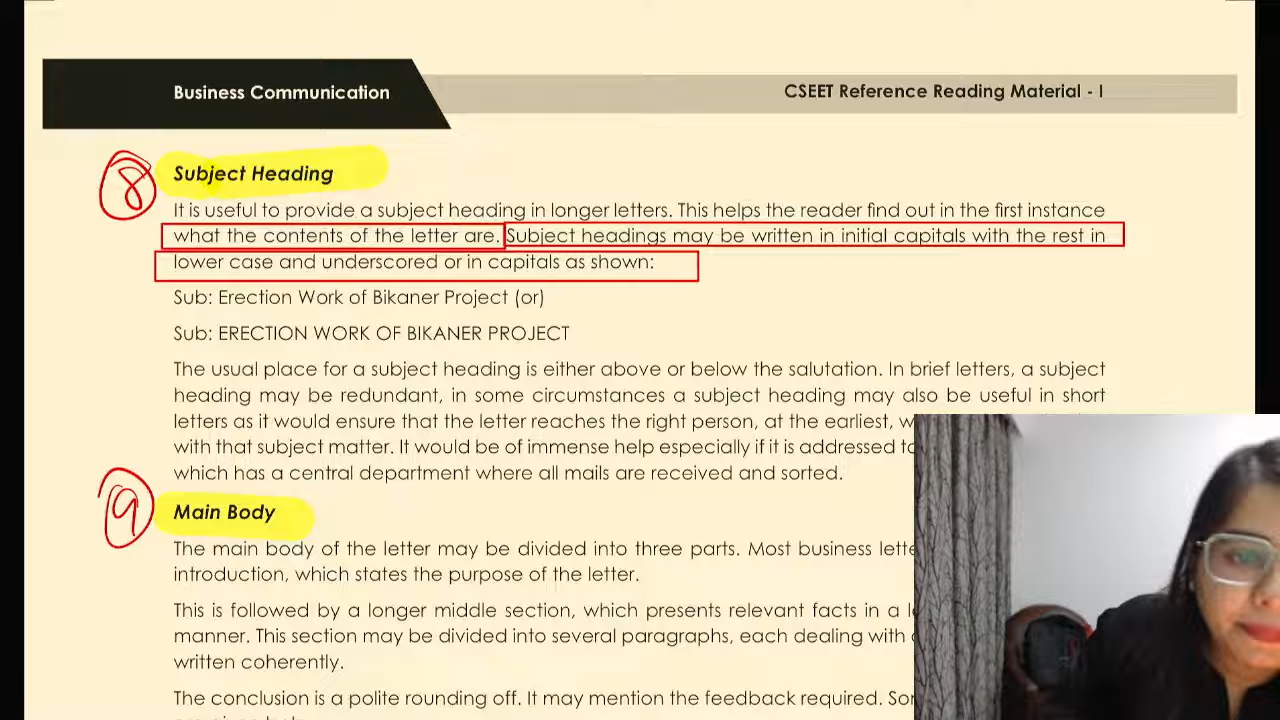 Business Communication
CSEET Reference Reading Material - I
8
Subject Heading
It is useful to provide a subject heading in longer letters. This helps the reader find out in the first instance
what the contents of the letter are. Subject headings may be written in initial capitals with the rest in
lower case and underscored or in capitals as shown:
Sub: Erection Work of Bikaner Project (or)
Sub: ERECTION WORK OF BIKANER PROJECT
The usual place for a subject heading is either above or below the salutation. In brief letters, a subject
heading may be redundant, in some circumstances a subject heading may also be useful in short
letters as it would ensure that the letter reaches the right person, at the earliest,
with that subject matter. It would be of immense help especially if it is addressed
which has a central department where all mails are received and sorted.
9
Main Body
The main body of the letter may be divided into three parts. Most business
introduction, which states the purpose of the letter.
This is followed by a longer middle section, which presents relevant facts in a
manner. This section may be divided into several paragraphs, each dealing with
written coherently.
The conclusion is a polite rounding off. It may mention the feedback required.